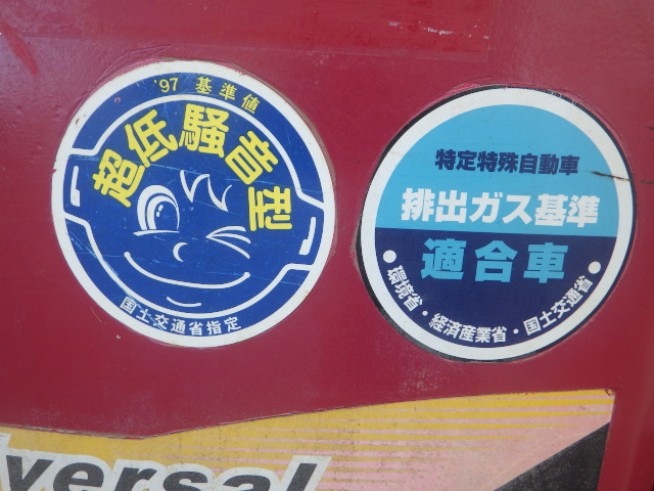 '97 基準値
超低騒音型
国土交通省指定
特定特殊自動車
排出ガス基準
適合車
●環境省・経済産業省・国土交通省●
versal